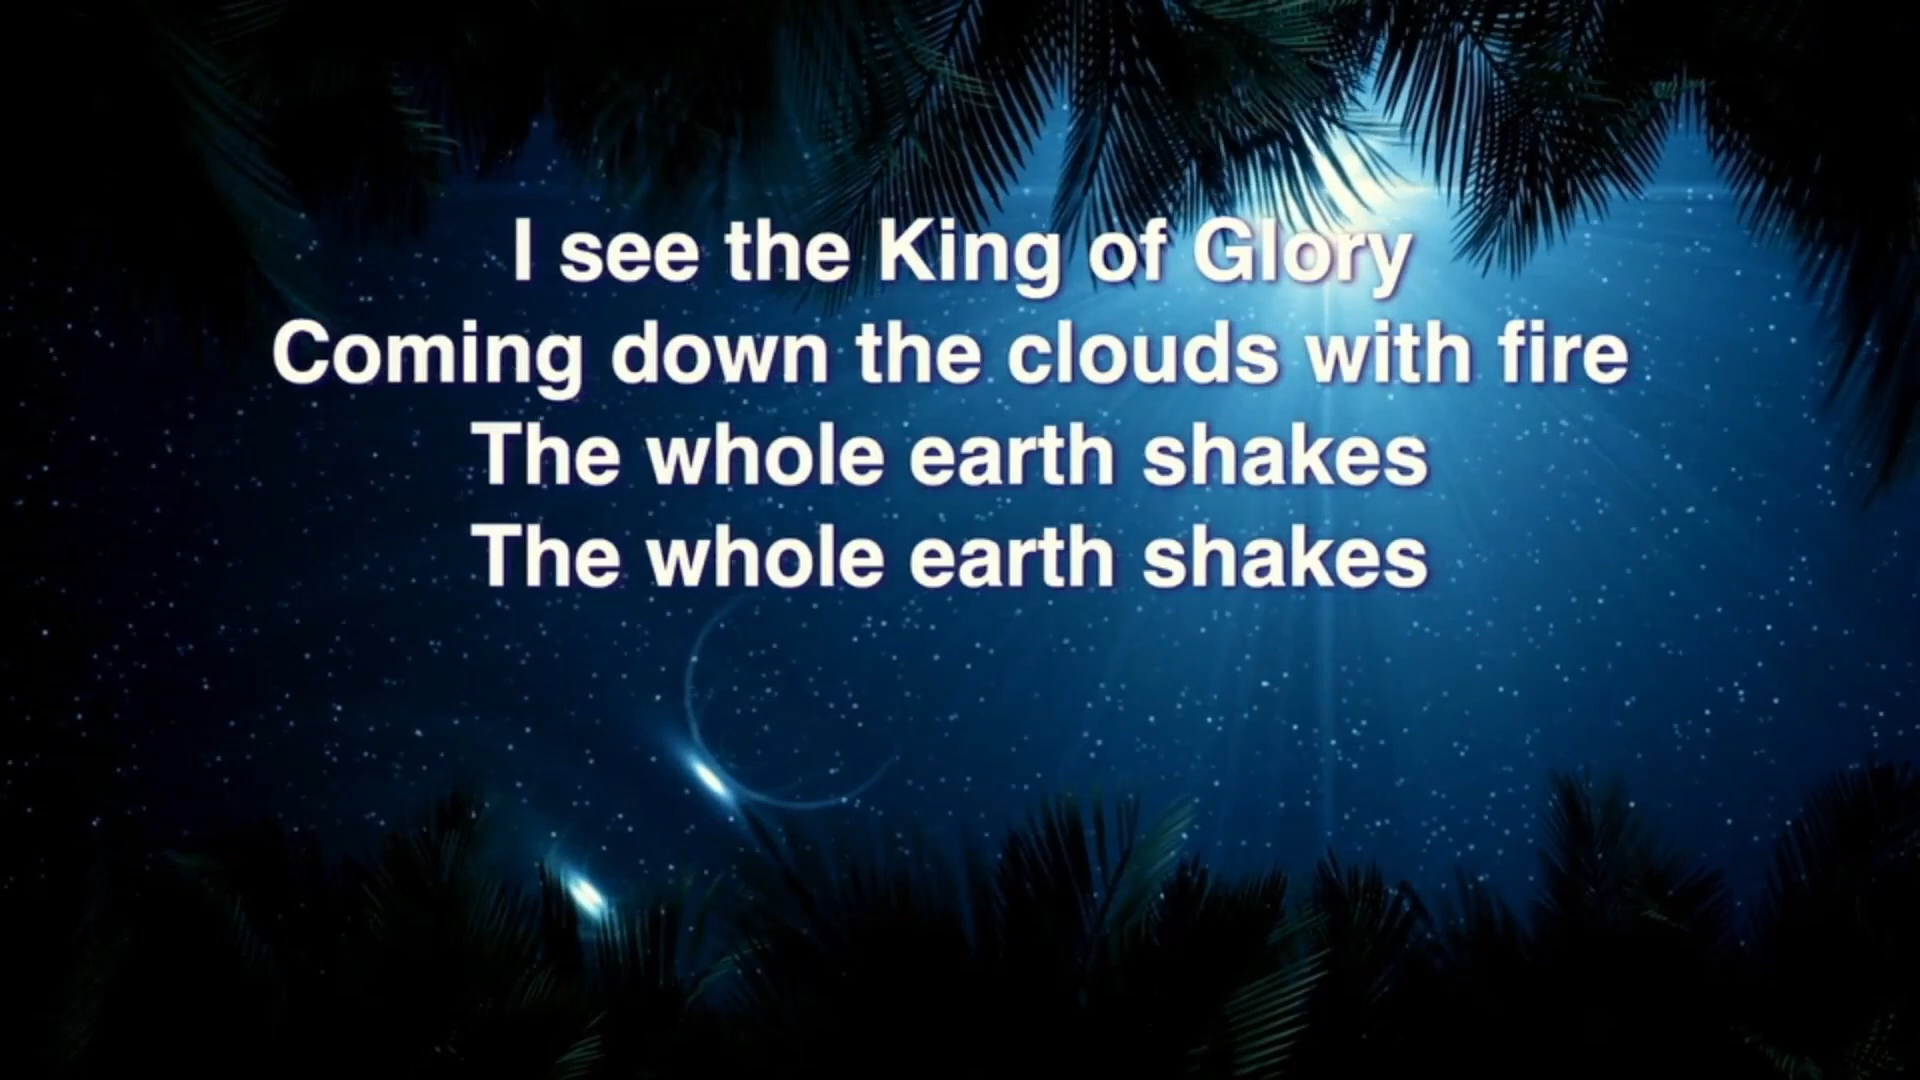 I see the King of Glory
Coming down the clouds with fire
The whole earth shakes
The whole earth shakes